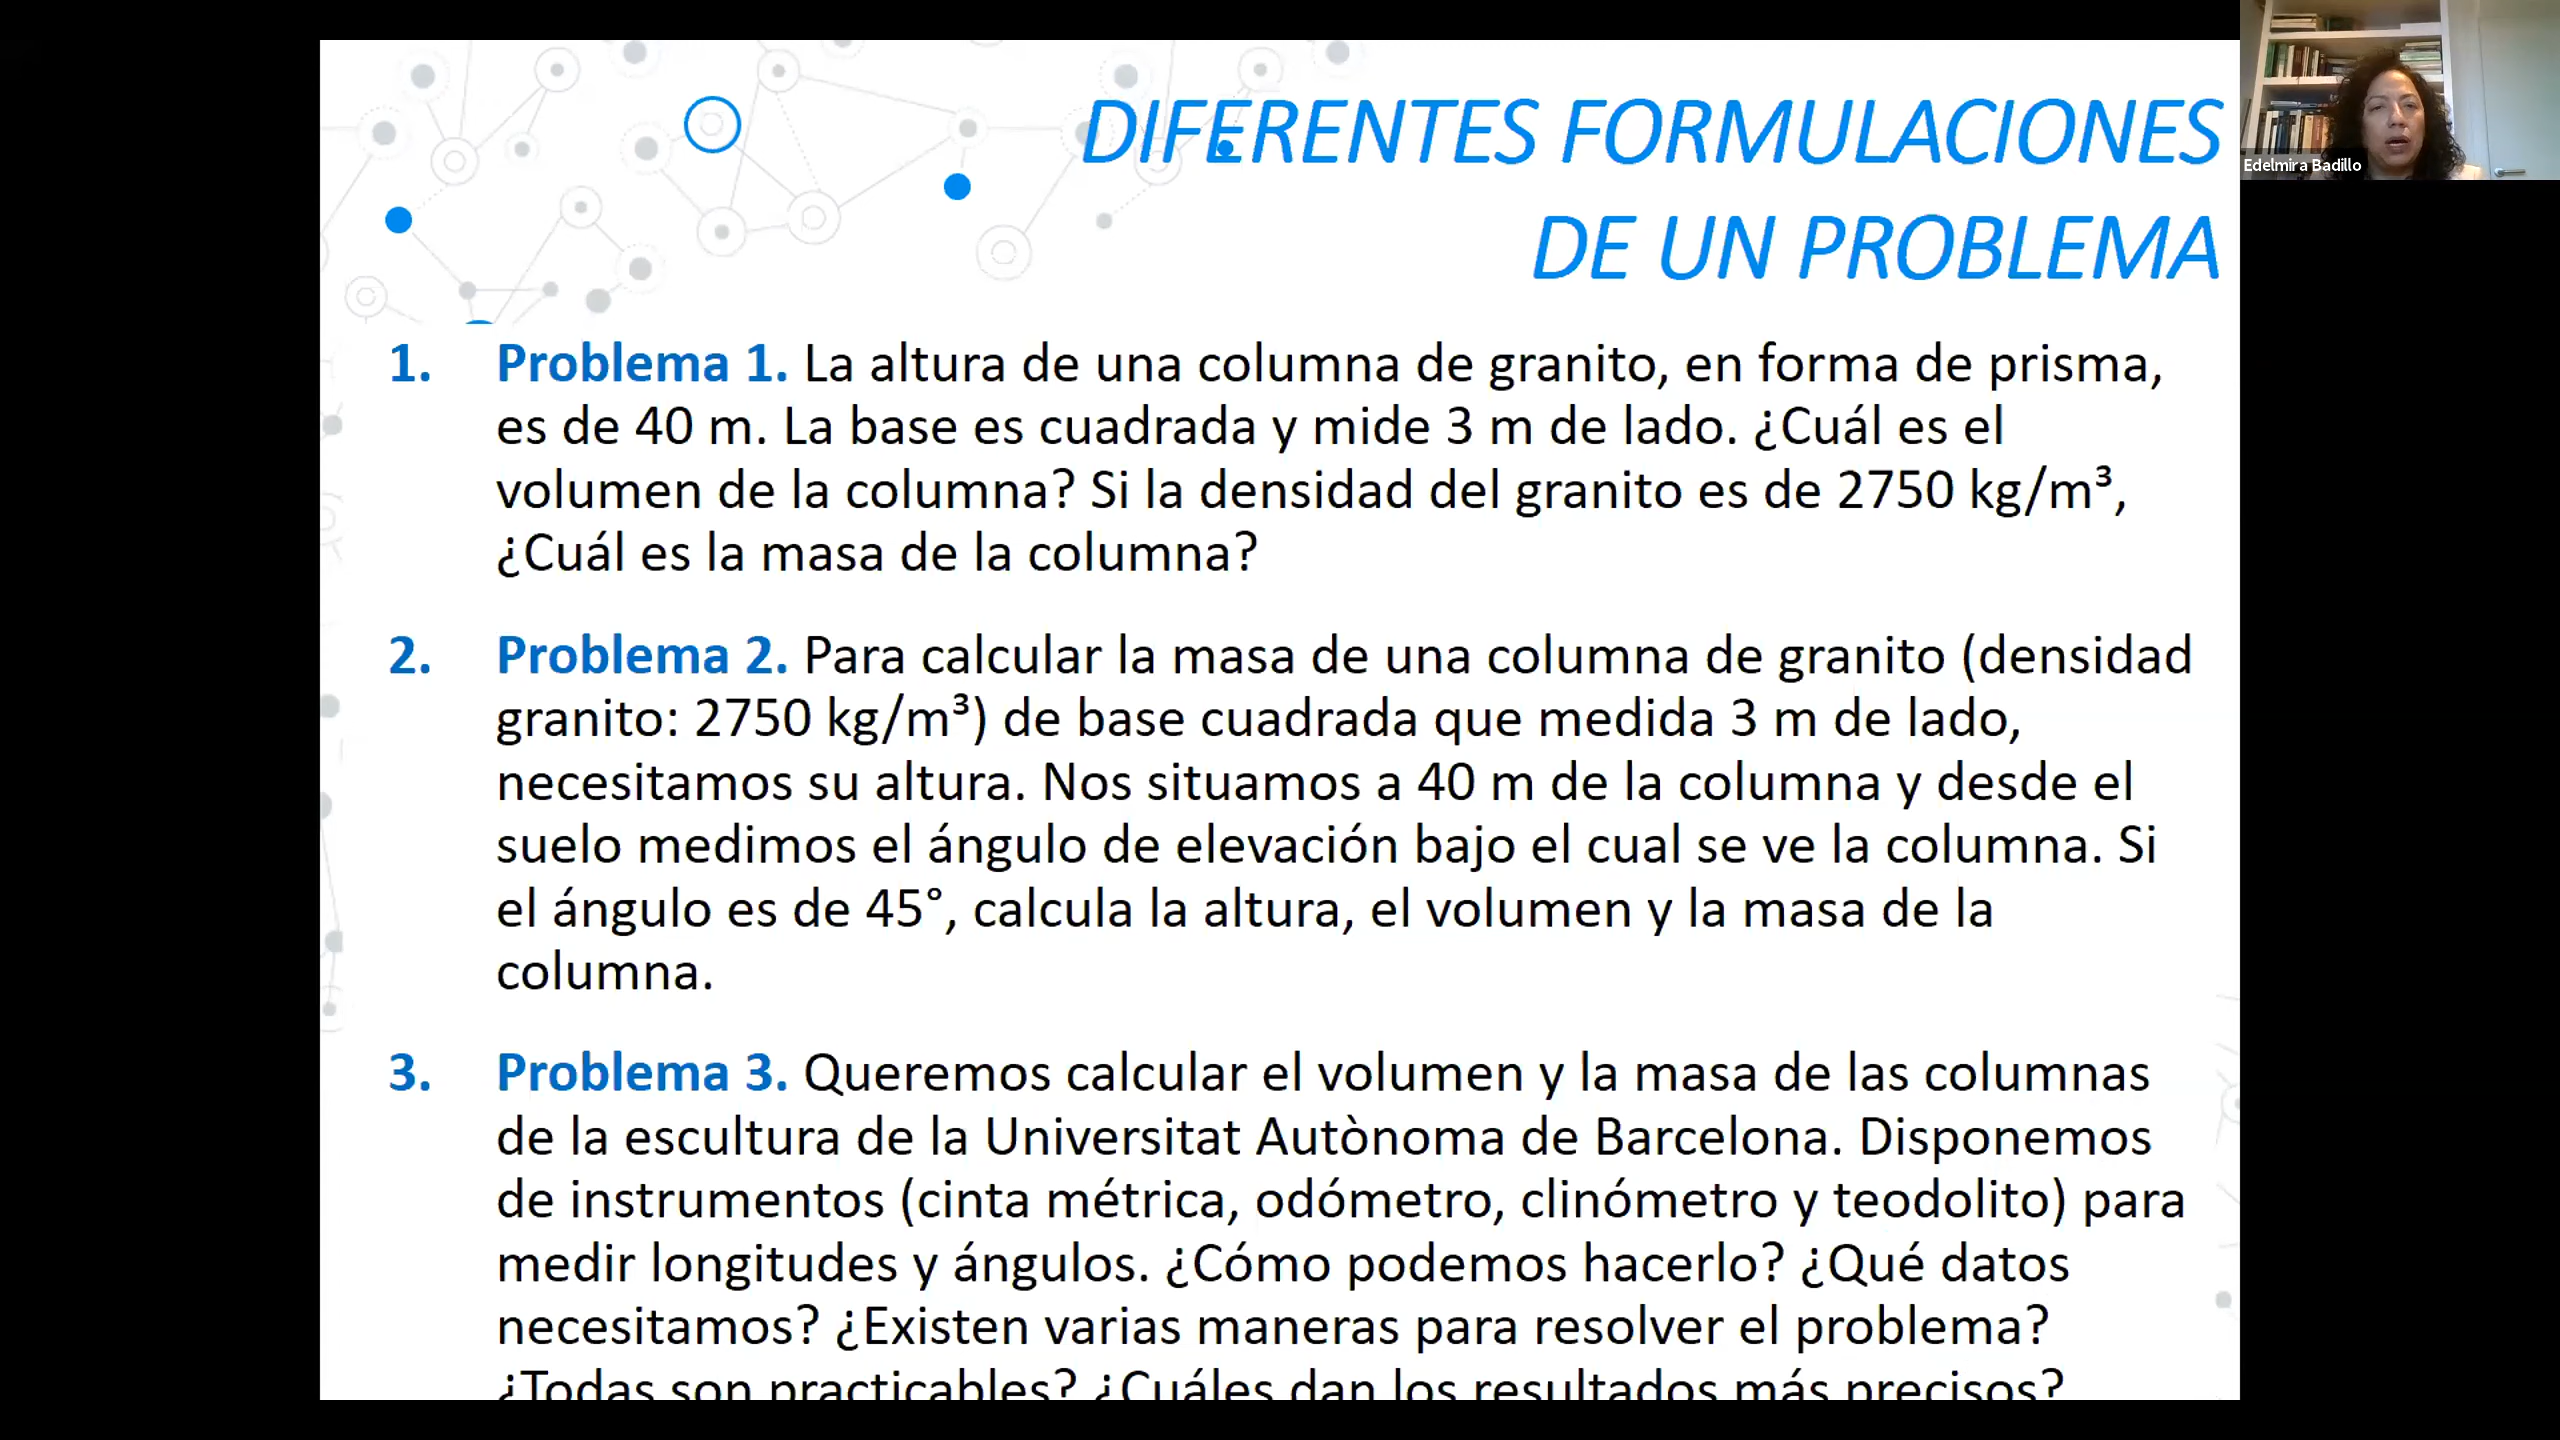 DIFERENTES FORMULACIONES
DE UN PROBLEMA
Edelmira Badillo
1. Problema 1. La altura de una columna de granito, en forma de prisma,
es de 40 m. La base es cuadrada y mide 3 m de lado. ¿Cuál es el
volumen de la columna? Si la densidad del granito es de 2750 kg/m³,
¿Cuál es la masa de la columna?
2. Problema 2. Para calcular la masa de una columna de granito (densidad
granito: 2750 kg/m³) de base cuadrada que medida 3 m de lado,
necesitamos su altura. Nos situamos a 40 m de la columna y desde el
suelo medimos el ángulo de elevación bajo el cual se ve la columna. Si
el ángulo es de 45°, calcula la altura, el volumen y la masa de la
columna.
3. Problema 3. Queremos calcular el volumen y la masa de las columnas
de la escultura de la Universitat Autònoma de Barcelona. Disponemos
de instrumentos (cinta métrica, odómetro, clinómetro y teodolito) para
medir longitudes y ángulos. ¿Cómo podemos hacerlo? ¿Qué datos
necesitamos? ¿Existen varias maneras para resolver el problema?
¿Todas son practicables? ¿Cuáles dan los resultados más precisos?